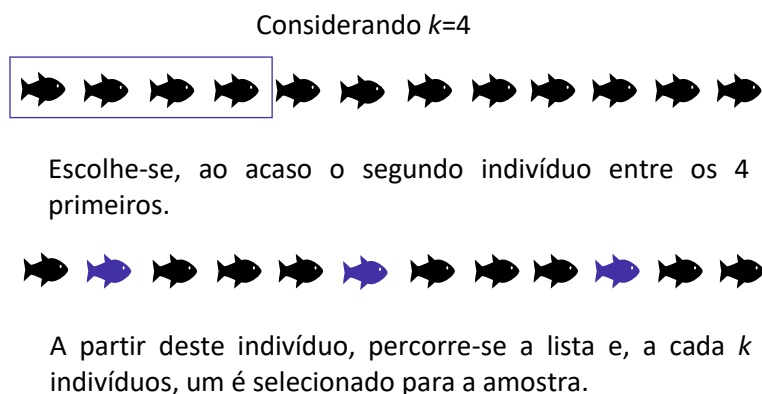 Considerando k=4
Escolhe-se, ao acaso o segundo indivíduo entre os 4
primeiros.
A partir deste indivíduo, percorre-se a lista e, a cada k
indivíduos, um é selecionado para a amostra.